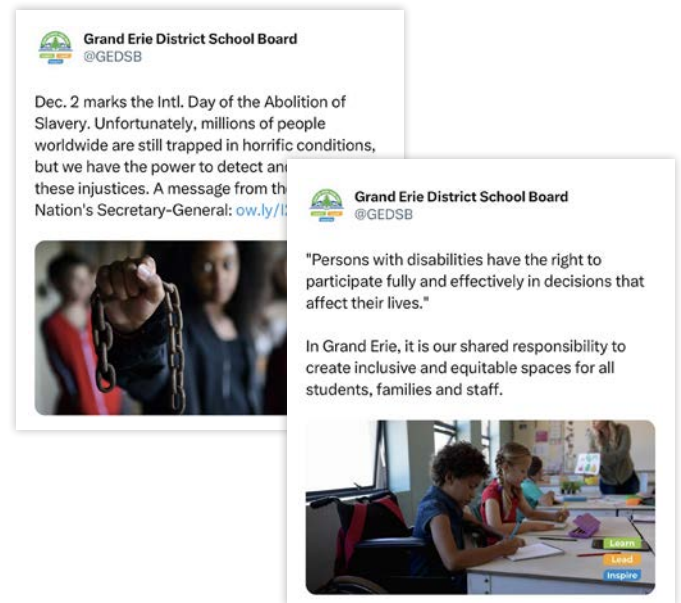 Grand Erie District School Board
@GEDSB
Dec. 2 marks the Intl. Day of the Abolition of
Slavery. Unfortunately, millions of people
worldwide are still trapped in horrific conditions,
but we have the power to detect
these injustices. A message from
Nation's Secretary-General:
Grand Erie District School Board
@GEDSB
"Persons with disabilities have the right to
participate fully and effectively in decisions that
affect their lives."
In Grand Erie, it is our shared responsibility to
create inclusive and equitable spaces for all
students, families and staff.
Learn
Lead
Inspire